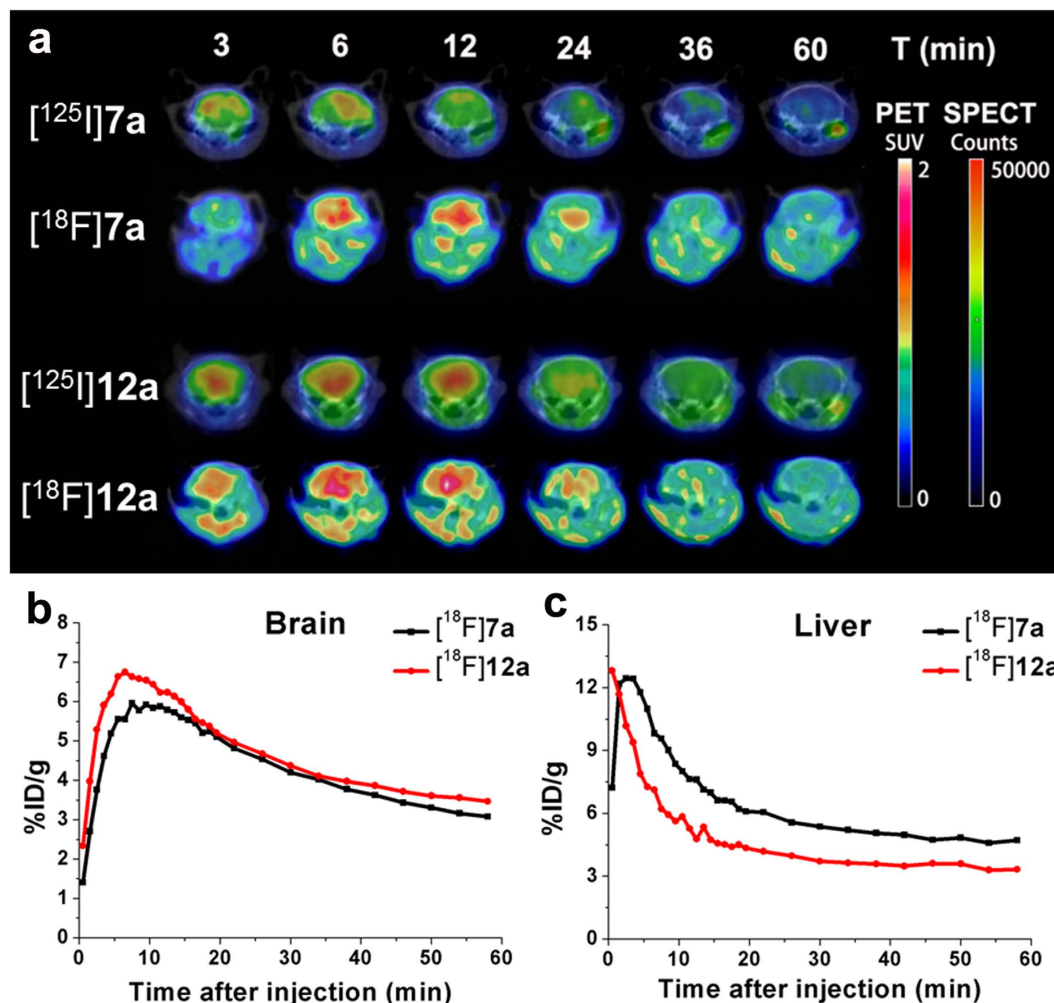 a
3 6 12 24 36 60 T (min)
[¹²⁵I]7a
PET SPECT
SUV Counts
2 50000
[¹⁸F]7a
[¹²⁵I]12a
[¹⁸F]12a
0 0
b
Brain
[¹⁸F]7a
[¹⁸F]12a
%ID/g
8
7
6
5
4
3
2
1
0
0 10 20 30 40 50 60
Time after injection (min)
c
Liver
[¹⁸F]7a
[¹⁸F]12a
%ID/g
15
12
9
6
3
0
0 10 20 30 40 50 60
Time after injection (min)